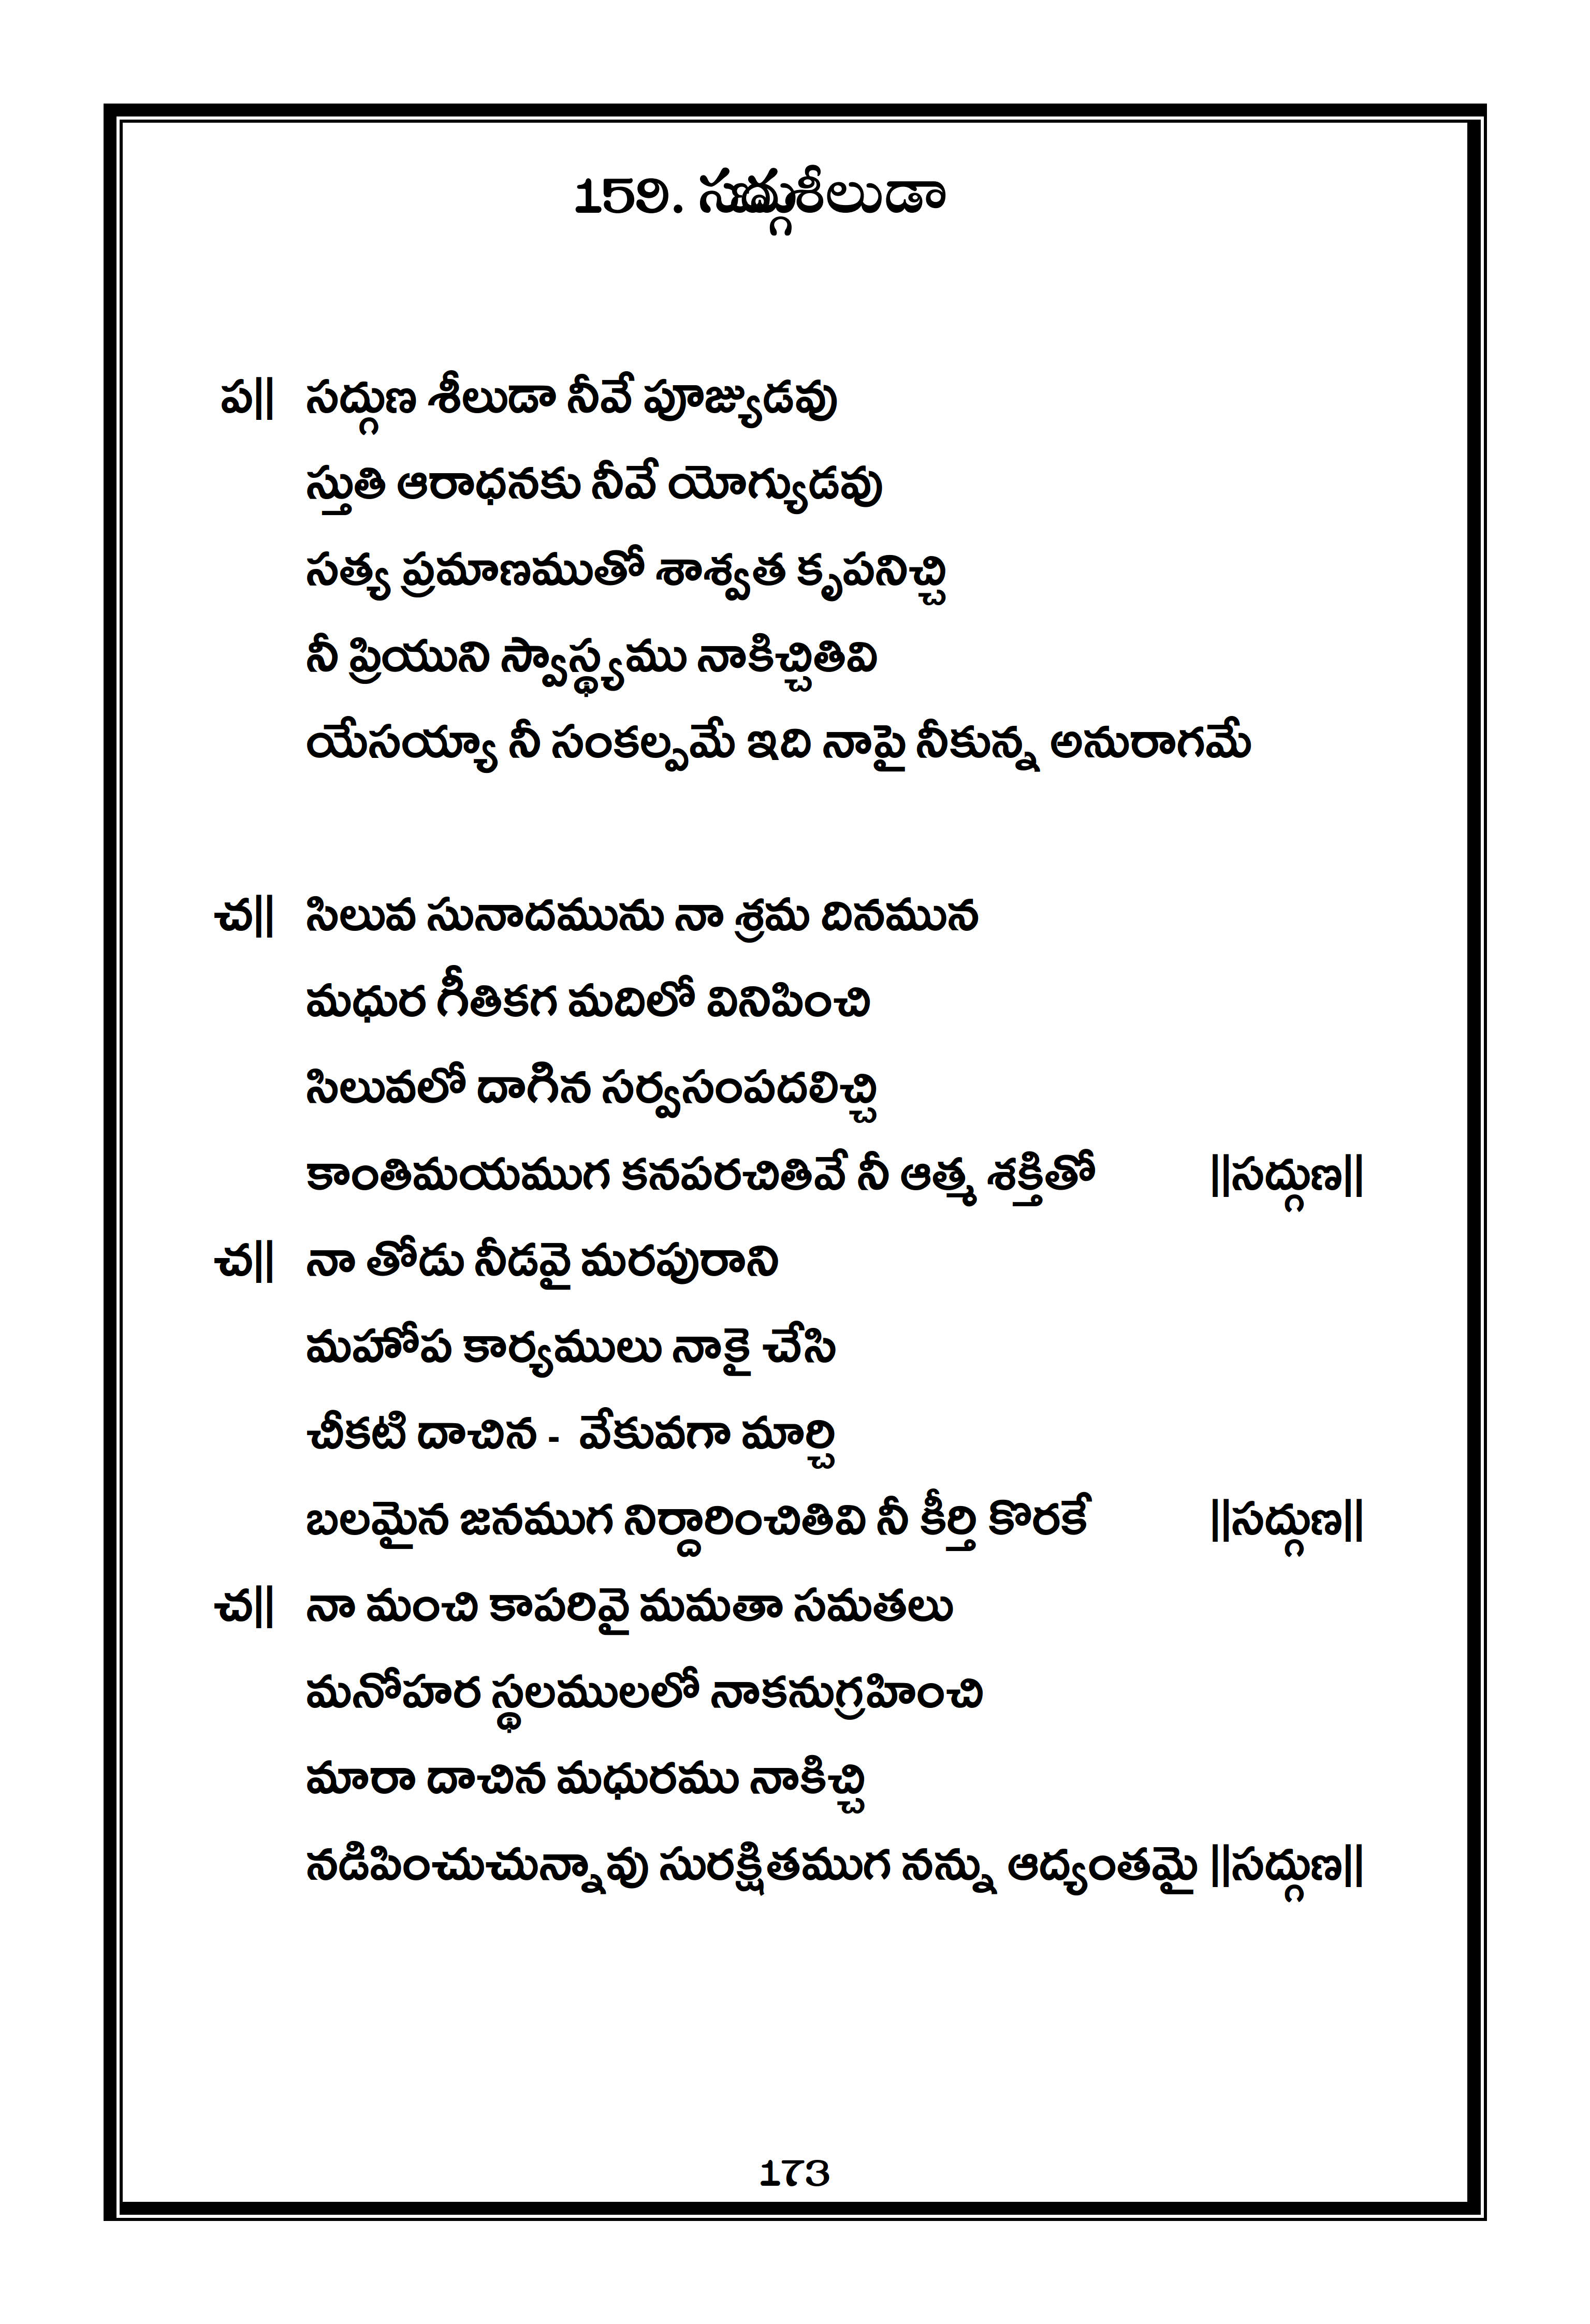 159. సద్గుణశీలుడా
ప|| సద్గుణ శీలుడా నీవే పూజ్యుడవు
స్తుతి ఆరాధనకు నీవే యోగ్యుడవు
సత్య ప్రమాణముతో శాశ్వత కృపనిచ్చి
నీ ప్రియుని స్వాస్థ్యము నాకిచ్చితివి
యేసయ్యా నీ సంకల్పమే ఇది నాపై నీకున్న అనురాగమే
చ|| సిలువ సునాదమును నా శ్రమ దినమున
మధుర గీతికగ మదిలో వినిపించి
సిలువలో దాగిన సర్వసంపదలిచ్చి
కాంతిమయముగ కనపరచితివే నీ ఆత్మ శక్తితో ||సద్గుణ||
చ|| నా తోడు నీడవై మరపురాని
మహోప కార్యములు నాకై చేసి
చీకటి దాచిన - వేకువగా మార్చి
బలమైన జనముగ నిర్దారించితివి నీ కీర్తి కొరకే ||సద్గుణ||
చ|| నా మంచి కాపరివై మమతా సమతలు
మనోహర స్థలములలో నాకనుగ్రహించి
మారా దాచిన మధురము నాకిచ్చి
నడిపించుచున్నావు సురక్షితముగ నన్ను ఆద్యంతమై ||సద్గుణ||
173